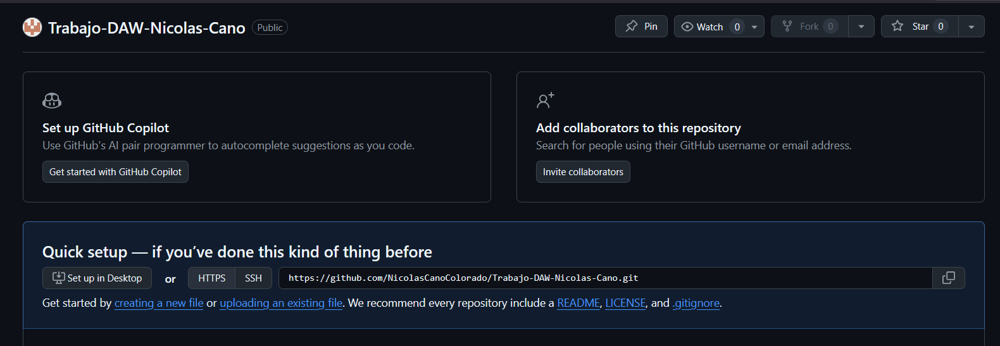 Trabajo-DAW-Nicolas-Cano Public Pin Watch 0 Fork 0 Star 0
Set up GitHub Copilot
Use GitHub's AI pair programmer to autocomplete suggestions as you code.
Get started with GitHub Copilot
Add collaborators to this repository
Search for people using their GitHub username or email address.
Invite collaborators
Quick setup — if you’ve done this kind of thing before
Set up in Desktop or HTTPS SSH https://github.com/NicolasCanoColorado/Trabajo-DAW-Nicolas-Cano.git
Get started by creating a new file or uploading an existing file. We recommend every repository include a README, LICENSE, and .gitignore.